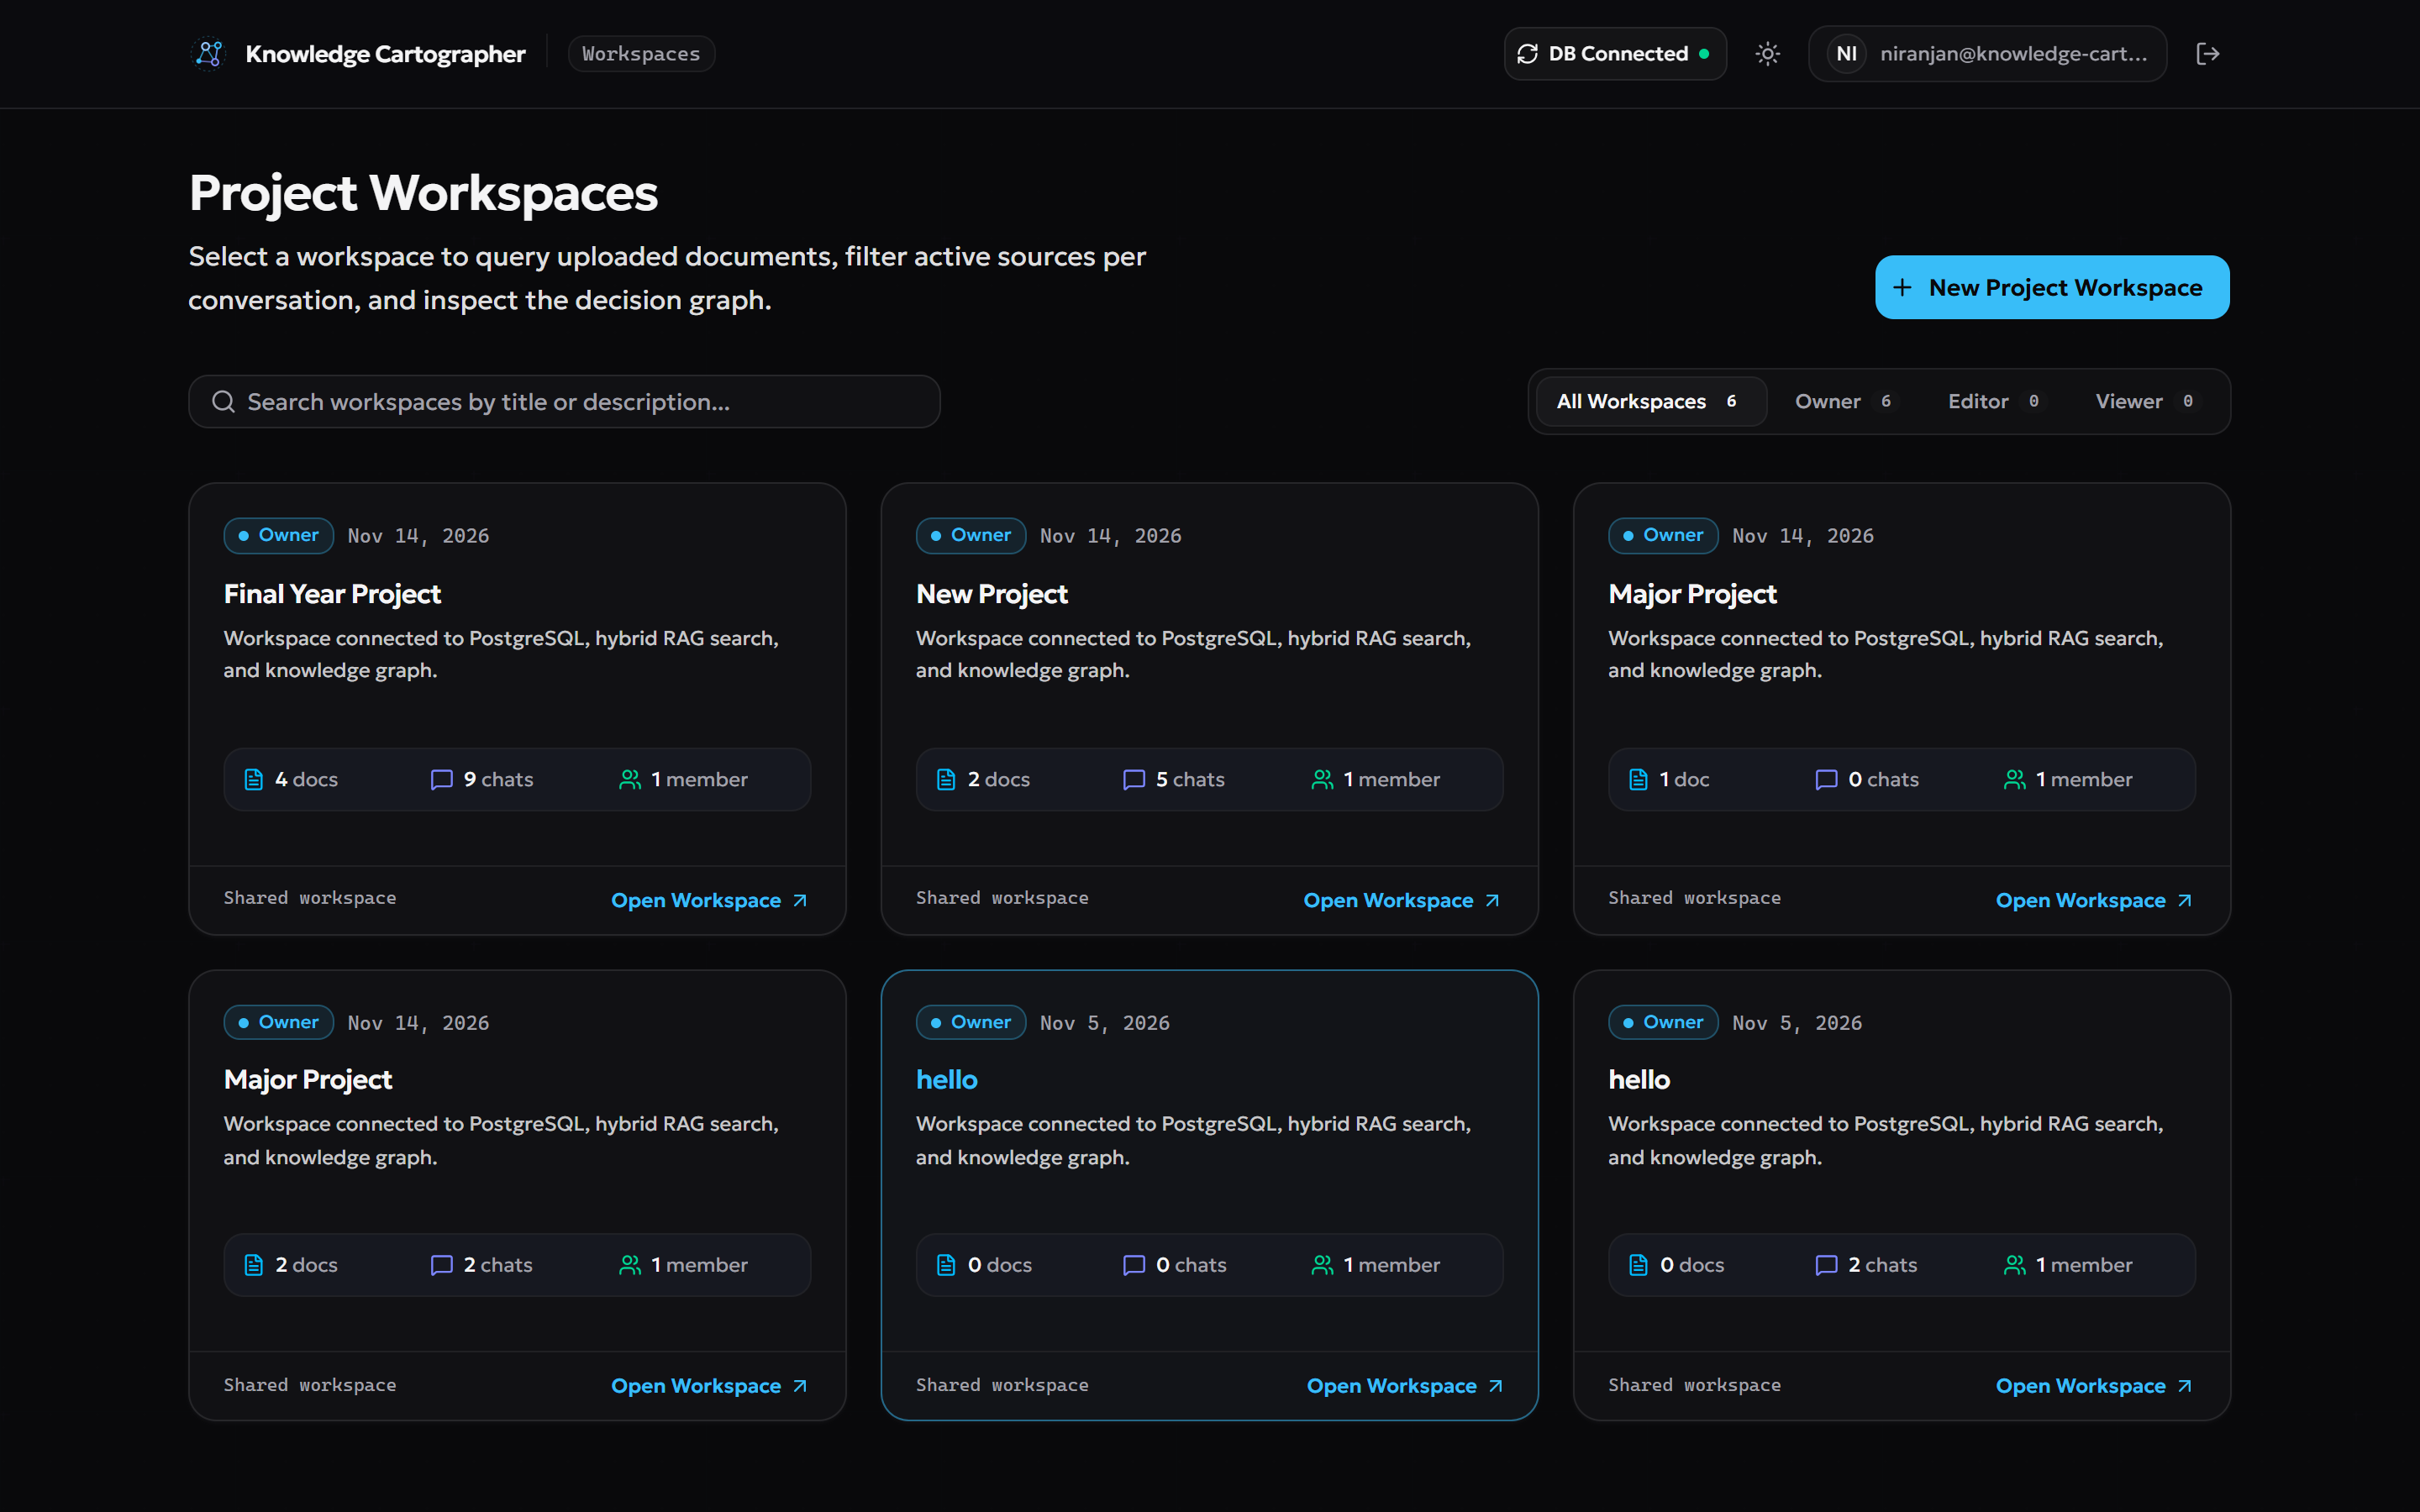 Knowledge Cartographer
Workspaces
DB Connected
NI
niranjan@knowledge-cart...
Project Workspaces
Select a workspace to query uploaded documents, filter active sources per
conversation, and inspect the decision graph.
New Project Workspace
Search workspaces by title or description...
All Workspaces 6
Owner 6
Editor 0
Viewer 0
Owner Nov 14, 2026
Final Year Project
Workspace connected to PostgreSQL, hybrid RAG search,
and knowledge graph.
4 docs 9 chats 1 member
Shared workspace Open Workspace
Owner Nov 14, 2026
New Project
Workspace connected to PostgreSQL, hybrid RAG search,
and knowledge graph.
2 docs 5 chats 1 member
Shared workspace Open Workspace
Owner Nov 14, 2026
Major Project
Workspace connected to PostgreSQL, hybrid RAG search,
and knowledge graph.
1 doc 0 chats 1 member
Shared workspace Open Workspace
Owner Nov 14, 2026
Major Project
Workspace connected to PostgreSQL, hybrid RAG search,
and knowledge graph.
2 docs 2 chats 1 member
Shared workspace Open Workspace
Owner Nov 5, 2026
hello
Workspace connected to PostgreSQL, hybrid RAG search,
and knowledge graph.
0 docs 0 chats 1 member
Shared workspace Open Workspace
Owner Nov 5, 2026
hello
Workspace connected to PostgreSQL, hybrid RAG search,
and knowledge graph.
0 docs 2 chats 1 member
Shared workspace Open Workspace